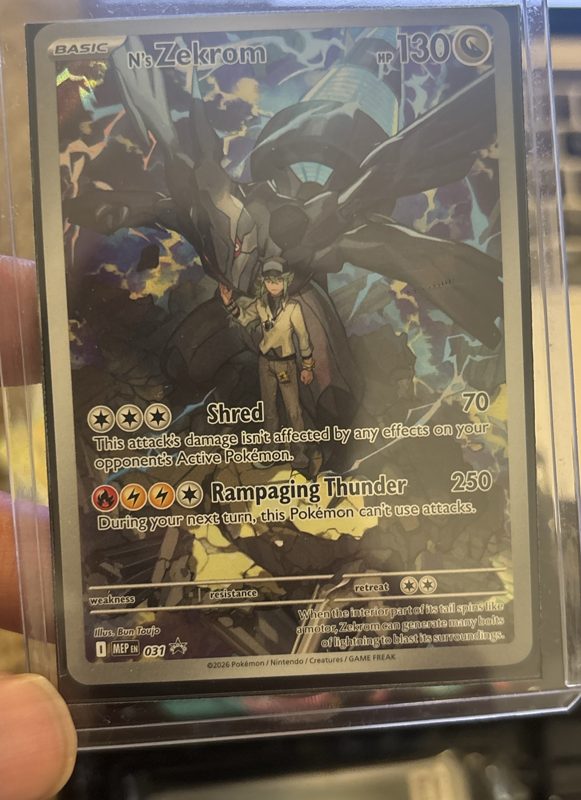 BASIC
N's Zekrom HP 130
Shred 70
This attack's damage isn't affected by any effects on your
opponent's Active Pokémon.
Rampaging Thunder 250
During your next turn, this Pokémon can't use attacks.
weakness resistance retreat
When the interior part of its tail spins like
a motor, Zekrom can generate many bolts
of lightning to blast its surroundings.
Illus. Bun Toujo
I MEP EN 031
©2026 Pokémon / Nintendo / Creatures / GAME FREAK